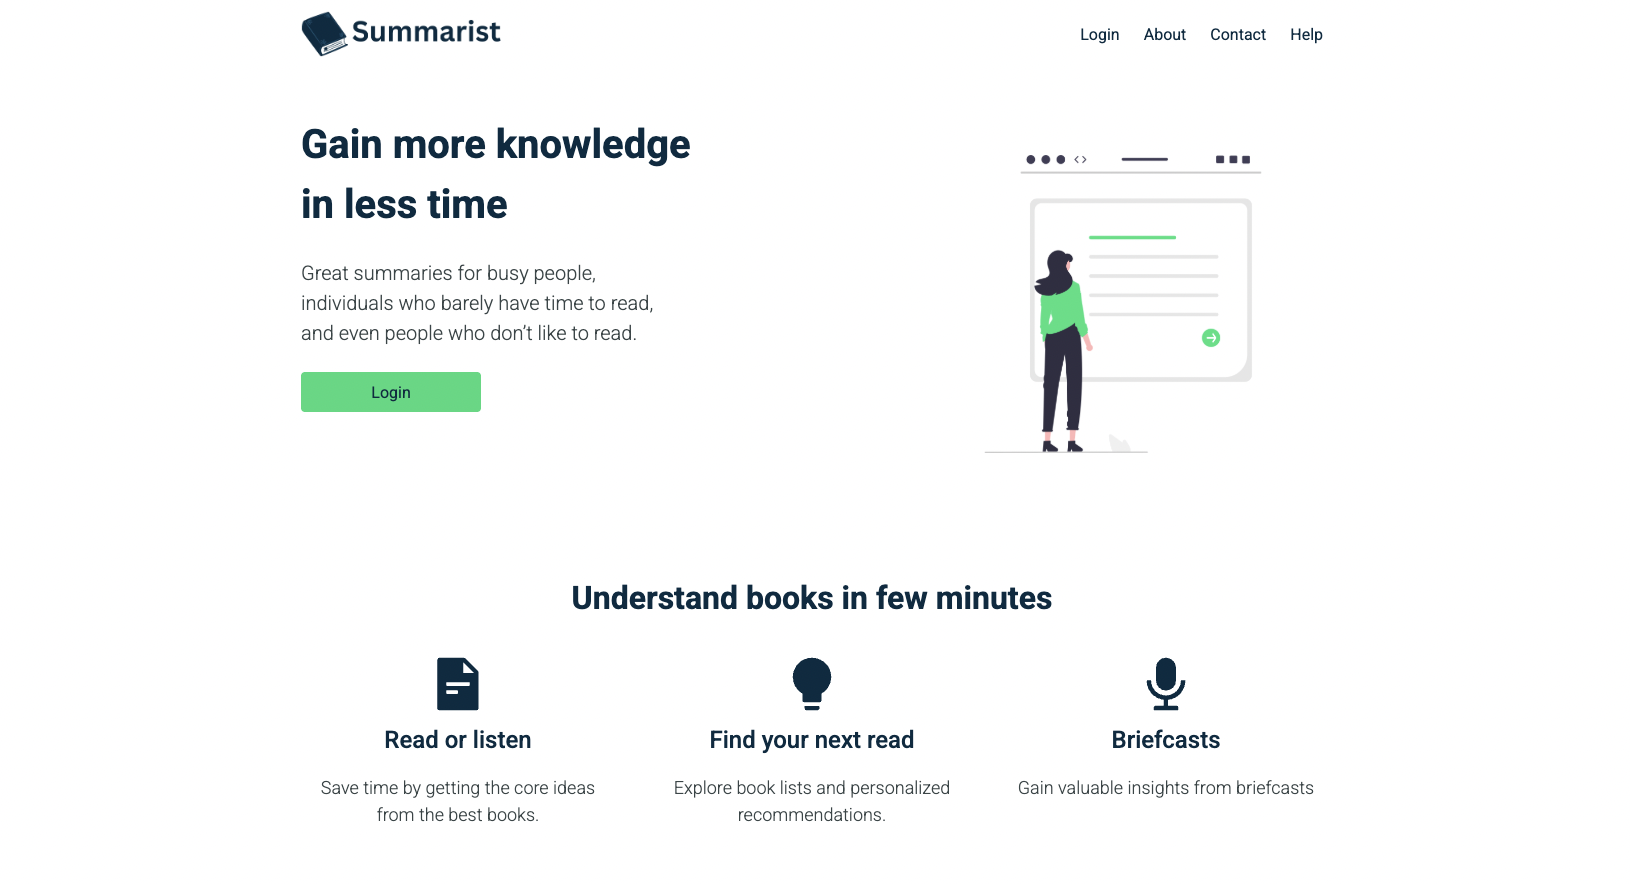 Summarist
Login About Contact Help
Gain more knowledge
in less time
Great summaries for busy people,
individuals who barely have time to read,
and even people who don’t like to read.
Login
Understand books in few minutes
Read or listen
Save time by getting the core ideas
from the best books.
Find your next read
Explore book lists and personalized
recommendations.
Briefcasts
Gain valuable insights from briefcasts